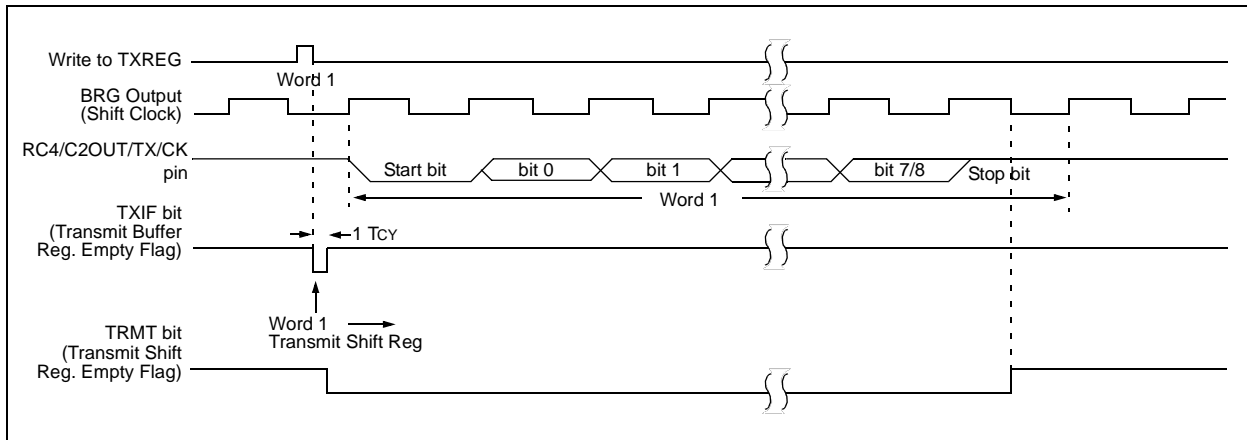 Write to TXREG
Word 1
BRG Output
(Shift Clock)
RC4/C2OUT/TX/CK
pin
Start bit
bit 0
bit 1
bit 7/8
Stop bit
Word 1
TXIF bit
(Transmit Buffer
Reg. Empty Flag)
1 TCY
Word 1
Transmit Shift Reg
TRMT bit
(Transmit Shift
Reg. Empty Flag)